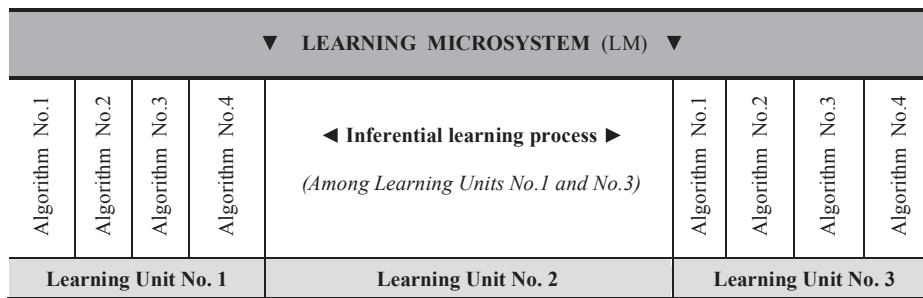 ▼ LEARNING MICROSYSTEM (LM) ▼
Algorithm No.1
Algorithm No.2
Algorithm No.3
Algorithm No.4
◄ Inferential learning process ►
(Among Learning Units No.1 and No.3)
Algorithm No.1
Algorithm No.2
Algorithm No.3
Algorithm No.4
Learning Unit No. 1
Learning Unit No. 2
Learning Unit No. 3